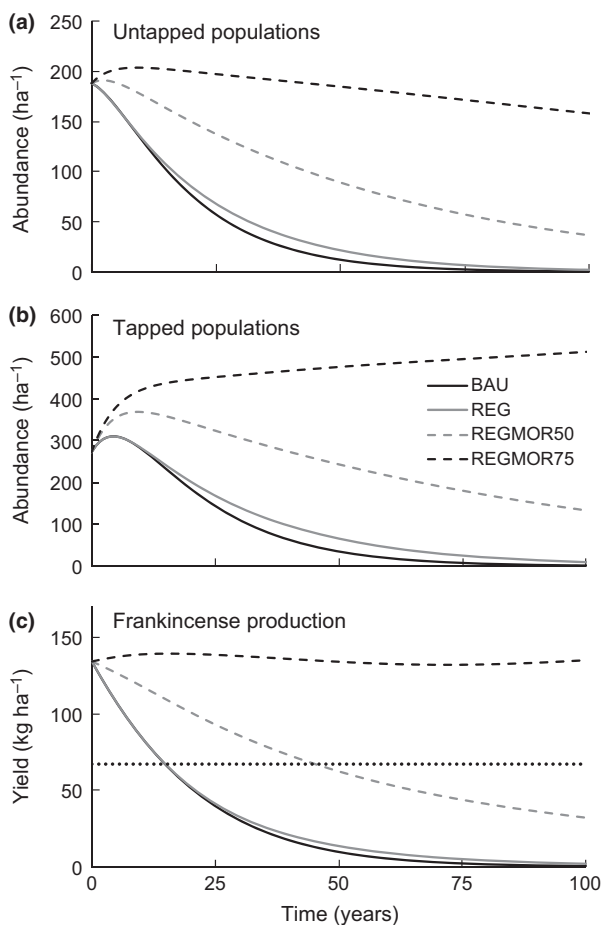 (a) Untapped populations
250
200
150
100
50
0
Abundance (ha⁻¹)
(b) Tapped populations
600
500
400
300
200
100
0
Abundance (ha⁻¹)
BAU
REG
REGMOR50
REGMOR75
(c) Frankincense production
150
100
50
0
Yield (kg ha⁻¹)
0 25 50 75 100
Time (years)